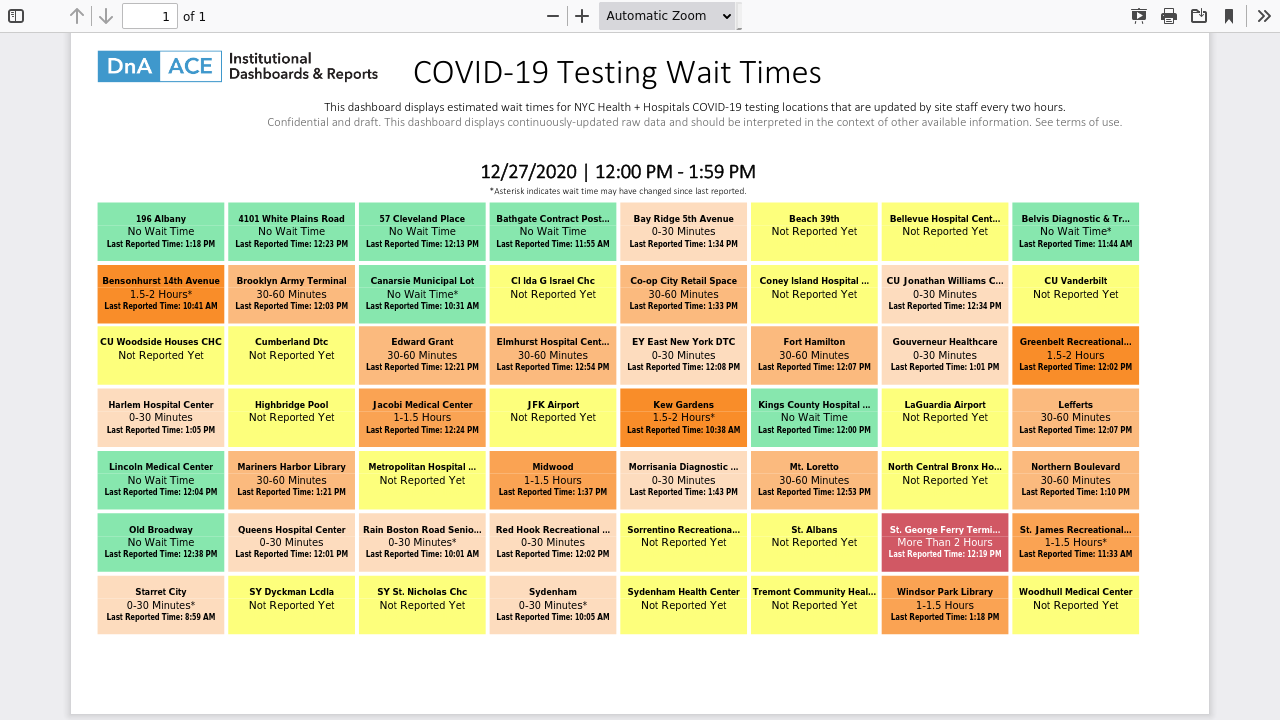 1 of 1
Automatic Zoom
DnA ACE Institutional Dashboards & Reports
COVID-19 Testing Wait Times
This dashboard displays estimated wait times for NYC Health + Hospitals COVID-19 testing locations that are updated by site staff every two hours.
Confidential and draft. This dashboard displays continuously-updated raw data and should be interpreted in the context of other available information. See terms of use.
12/27/2020 | 12:00 PM - 1:59 PM
*Asterisk indicates wait time may have changed since last reported.
196 Albany
No Wait Time
Last Reported Time: 1:18 PM
4101 White Plains Road
No Wait Time
Last Reported Time: 12:23 PM
57 Cleveland Place
No Wait Time
Last Reported Time: 12:13 PM
Bathgate Contract Post...
No Wait Time
Last Reported Time: 11:55 AM
Bay Ridge 5th Avenue
0-30 Minutes
Last Reported Time: 1:34 PM
Beach 39th
Not Reported Yet
Bellevue Hospital Cent...
Not Reported Yet
Belvis Diagnostic & Tr...
No Wait Time*
Last Reported Time: 11:44 AM
Bensonhurst 14th Avenue
1.5-2 Hours*
Last Reported Time: 10:41 AM
Brooklyn Army Terminal
30-60 Minutes
Last Reported Time: 12:03 PM
Canarsie Municipal Lot
No Wait Time*
Last Reported Time: 10:31 AM
CI Ida G Israel Chc
Not Reported Yet
Co-op City Retail Space
30-60 Minutes
Last Reported Time: 1:33 PM
Coney Island Hospital ...
Not Reported Yet
CU Jonathan Williams C...
0-30 Minutes
Last Reported Time: 12:34 PM
CU Vanderbilt
Not Reported Yet
CU Woodside Houses CHC
Not Reported Yet
Cumberland Dtc
Not Reported Yet
Edward Grant
30-60 Minutes
Last Reported Time: 12:21 PM
Elmhurst Hospital Cent...
30-60 Minutes
Last Reported Time: 12:54 PM
EY East New York DTC
0-30 Minutes
Last Reported Time: 12:08 PM
Fort Hamilton
30-60 Minutes
Last Reported Time: 12:07 PM
Gouverneur Healthcare
0-30 Minutes
Last Reported Time: 1:01 PM
Greenbelt Recreational...
1.5-2 Hours
Last Reported Time: 12:02 PM
Harlem Hospital Center
0-30 Minutes
Last Reported Time: 1:05 PM
Highbridge Pool
Not Reported Yet
Jacobi Medical Center
1-1.5 Hours
Last Reported Time: 12:24 PM
JFK Airport
Not Reported Yet
Kew Gardens
1.5-2 Hours*
Last Reported Time: 10:38 AM
Kings County Hospital ...
No Wait Time
Last Reported Time: 12:00 PM
LaGuardia Airport
Not Reported Yet
Lefferts
30-60 Minutes
Last Reported Time: 12:07 PM
Lincoln Medical Center
No Wait Time
Last Reported Time: 12:04 PM
Mariners Harbor Library
30-60 Minutes
Last Reported Time: 1:21 PM
Metropolitan Hospital ...
Not Reported Yet
Midwood
1-1.5 Hours
Last Reported Time: 1:37 PM
Morrisania Diagnostic ...
0-30 Minutes
Last Reported Time: 1:43 PM
Mt. Loretto
30-60 Minutes
Last Reported Time: 12:53 PM
North Central Bronx Ho...
Not Reported Yet
Northern Boulevard
30-60 Minutes
Last Reported Time: 1:10 PM
Old Broadway
No Wait Time
Last Reported Time: 12:38 PM
Queens Hospital Center
0-30 Minutes
Last Reported Time: 12:01 PM
Rain Boston Road Senio...
0-30 Minutes*
Last Reported Time: 10:01 AM
Red Hook Recreational ...
0-30 Minutes
Last Reported Time: 12:02 PM
Sorrentino Recreationa...
Not Reported Yet
St. Albans
Not Reported Yet
St. George Ferry Termi...
More Than 2 Hours
Last Reported Time: 12:19 PM
St. James Recreational...
1-1.5 Hours*
Last Reported Time: 11:33 AM
Starret City
0-30 Minutes*
Last Reported Time: 8:59 AM
SY Dyckman Lcdla
Not Reported Yet
SY St. Nicholas Chc
Not Reported Yet
Sydenham
0-30 Minutes*
Last Reported Time: 10:05 AM
Sydenham Health Center
Not Reported Yet
Tremont Community Heal...
Not Reported Yet
Windsor Park Library
1-1.5 Hours
Last Reported Time: 1:18 PM
Woodhull Medical Center
Not Reported Yet